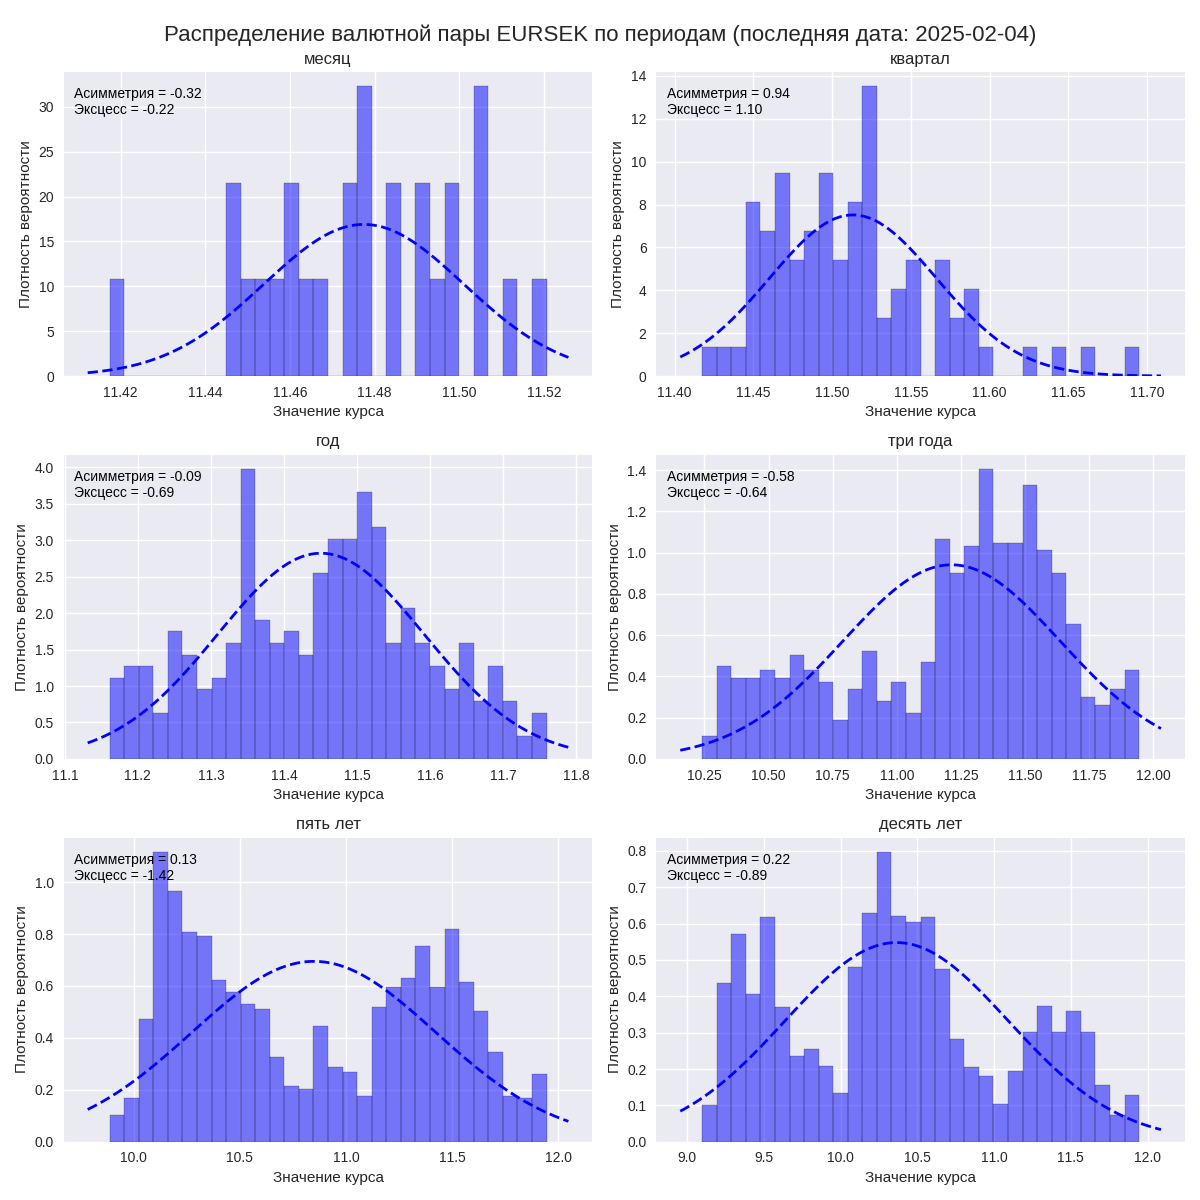 Распределение валютной пары EURSEK по периодам (последняя дата: 2025-02-04)
месяц
Асимметрия = -0.32
Эксцесс = -0.22
Плотность вероятности
30
25
20
15
10
5
0
11.42 11.44 11.46 11.48 11.50 11.52
Значение курса
квартал
Асимметрия = 0.94
Эксцесс = 1.10
Плотность вероятности
14
12
10
8
6
4
2
0
11.40 11.45 11.50 11.55 11.60 11.65 11.70
Значение курса
год
Асимметрия = -0.09
Эксцесс = -0.69
Плотность вероятности
4.0
3.5
3.0
2.5
2.0
1.5
1.0
0.5
0.0
11.1 11.2 11.3 11.4 11.5 11.6 11.7 11.8
Значение курса
три года
Асимметрия = -0.58
Эксцесс = -0.64
Плотность вероятности
1.4
1.2
1.0
0.8
0.6
0.4
0.2
0.0
10.25 10.50 10.75 11.00 11.25 11.50 11.75 12.00
Значение курса
пять лет
Асимметрия = 0.13
Эксцесс = -1.42
Плотность вероятности
1.0
0.8
0.6
0.4
0.2
0.0
10.0 10.5 11.0 11.5 12.0
Значение курса
десять лет
Асимметрия = 0.22
Эксцесс = -0.89
Плотность вероятности
0.8
0.7
0.6
0.5
0.4
0.3
0.2
0.1
0.0
9.0 9.5 10.0 10.5 11.0 11.5 12.0
Значение курса